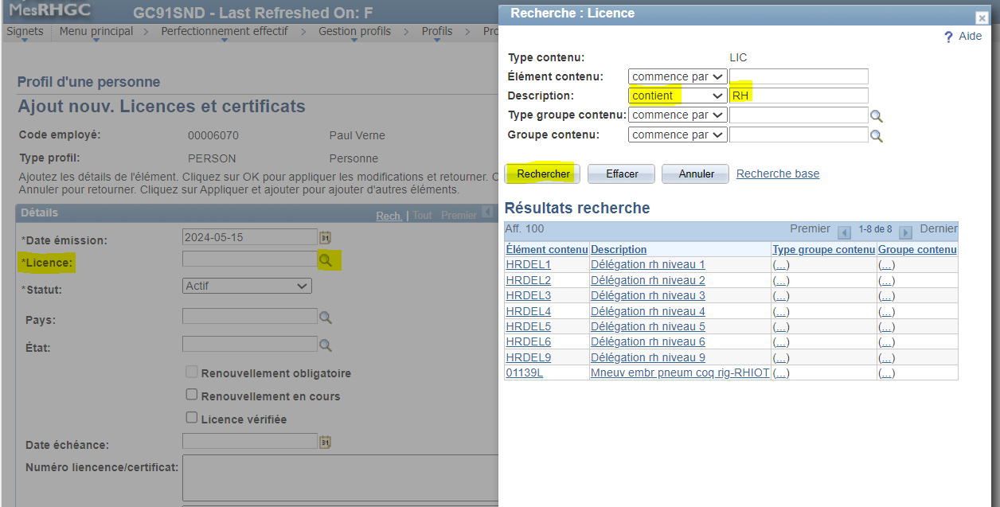 MesRHGC
GC91SND - Last Refreshed On: F
Signets Menu principal > Perfectionnement effectif > Gestion profils > Profils >
Profil d'une personne
Ajout nouv. Licences et certificats
Code employé: 00006070 Paul Verne
Type profil: PERSON Personne
Ajoutez les détails de l'élément. Cliquez sur OK pour appliquer les modifications et retourner.
Annuler pour retourner. Cliquez sur Appliquer et ajouter pour ajouter d'autres éléments.
Détails Rech. | Tout Premier
*Date émission: 2024-05-15 31
*Licence:
*Statut: Actif
Pays:
État:
Renouvellement obligatoire
Renouvellement en cours
Licence vérifiée
Date échéance: 31
Numéro liencence/certificat:
Recherche : Licence
? Aide
Type contenu: LIC
Élément contenu: commence par
Description: contient RH
Type groupe contenu: commence par
Groupe contenu: commence par
Rechercher Effacer Annuler Recherche base
Résultats recherche
Aff. 100 Premier 1-8 de 8 Dernier
Élément contenu Description Type groupe contenu Groupe contenu
HRDEL1 Délégation rh niveau 1 (...) (...)
HRDEL2 Délégation rh niveau 2 (...) (...)
HRDEL3 Délégation rh niveau 3 (...) (...)
HRDEL4 Délégation rh niveau 4 (...) (...)
HRDEL5 Délégation rh niveau 5 (...) (...)
HRDEL6 Délégation rh niveau 6 (...) (...)
HRDEL9 Délégation rh niveau 9 (...) (...)
01139L Mneuv embr pneum coq rig-RHIOT (...) (...)